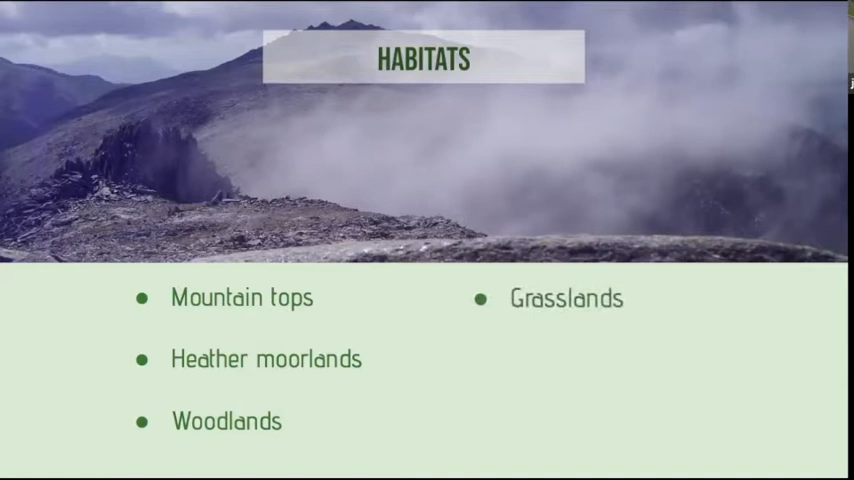 HABITATS
Mountain tops
Heather moorlands
Woodlands
Grasslands